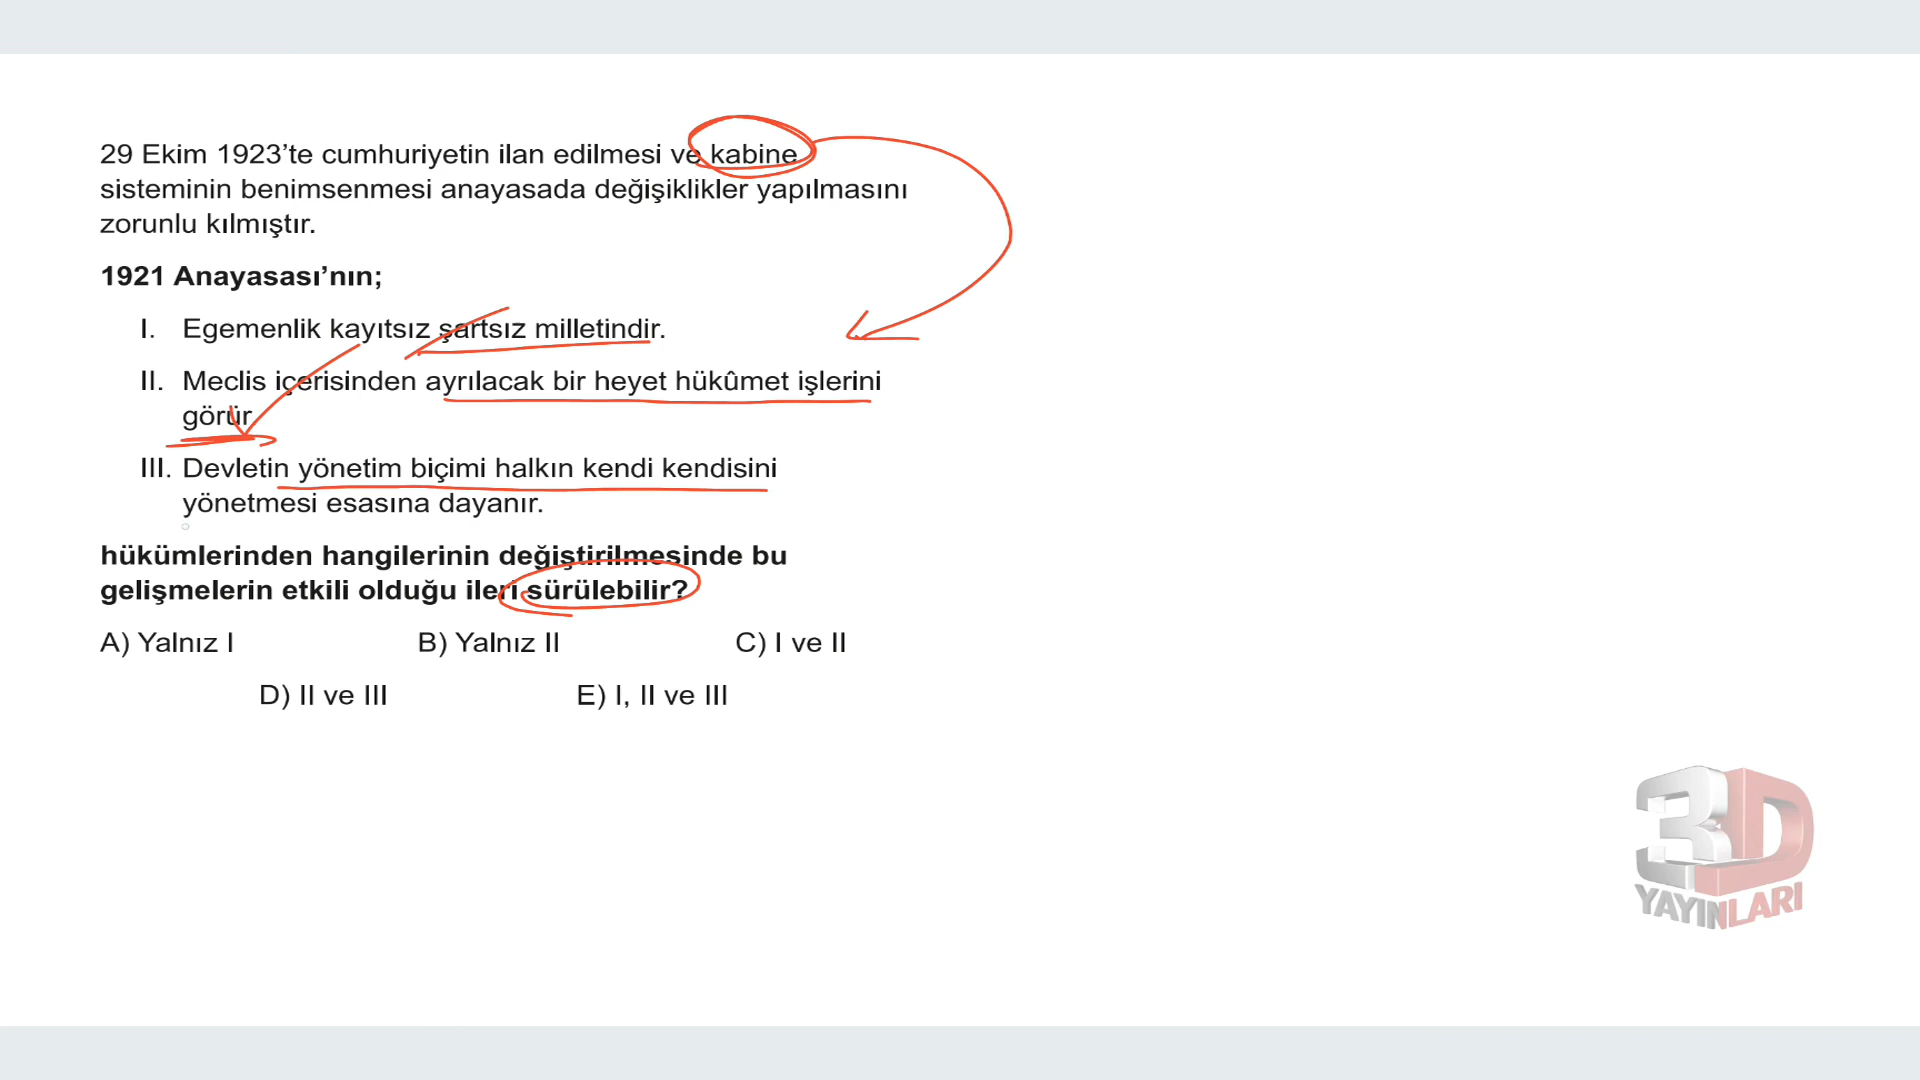 29 Ekim 1923’te cumhuriyetin ilan edilmesi ve kabine
sisteminin benimsenmesi anayasada değişiklikler yapılmasını
zorunlu kılmıştır.
1921 Anayasası’nın;
I. Egemenlik kayıtsız şartsız milletindir.
II. Meclis içerisinden ayrılacak bir heyet hükûmet işlerini
görür
III. Devletin yönetim biçimi halkın kendi kendisini
yönetmesi esasına dayanır.
hükümlerinden hangilerinin değiştirilmesinde bu
gelişmelerin etkili olduğu ileri sürülebilir?
A) Yalnız I B) Yalnız II C) I ve II
D) II ve III E) I, II ve III
3D
YAYINLARI